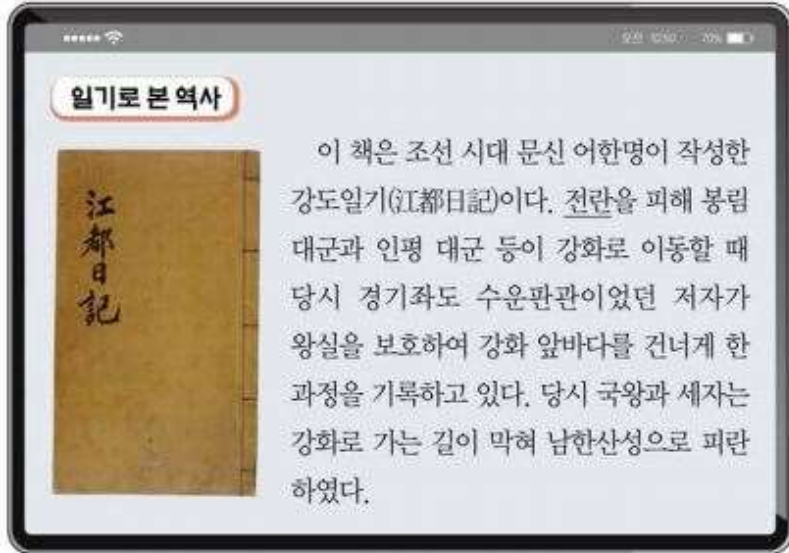 일기로 본 역사
江都日記
이 책은 조선 시대 문신 어한명이 작성한
강도일기(江都日記)이다. 전란을 피해 봉림
대군과 인평 대군 등이 강화로 이동할 때
당시 경기좌도 수운판관이었던 저자가
왕실을 보호하여 강화 앞바다를 건너게 한
과정을 기록하고 있다. 당시 국왕과 세자는
강화로 가는 길이 막혀 남한산성으로 피란
하였다.